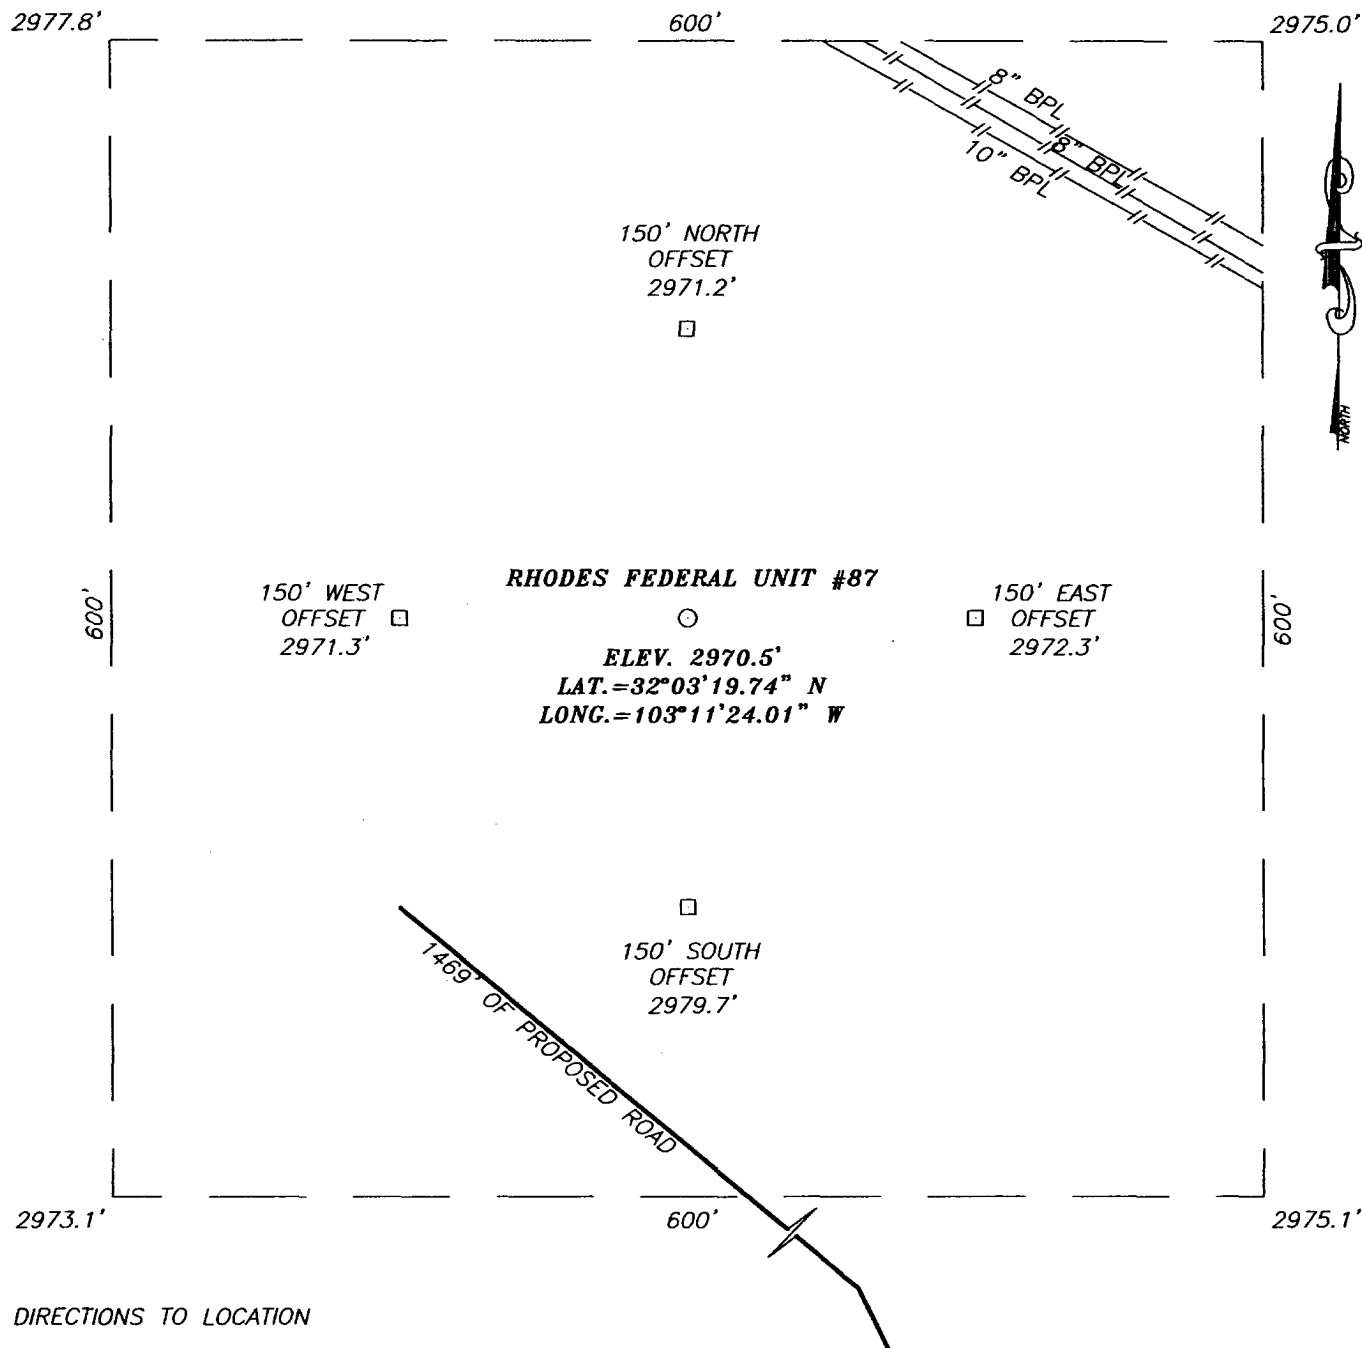 2977.8'
600'
2975.0'
8" BPL
8" BPL
10" BPL
150' NORTH
OFFSET
2971.2'
NORTH
RHODES FEDERAL UNIT #87
150' WEST
OFFSET
2971.3'
600'
150' EAST
OFFSET
2972.3'
600'
ELEV. 2970.5'
LAT.=32°03'19.74" N
LONG.=103°11'24.01" W
150' SOUTH
OFFSET
2979.7'
1469' OF PROPOSED ROAD
2973.1'
600'
2975.1'
DIRECTIONS TO LOCATION